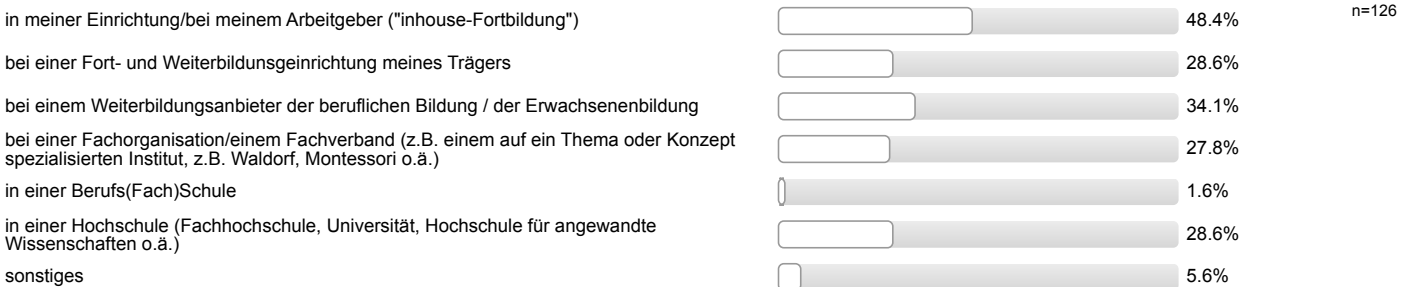 in meiner Einrichtung/bei meinem Arbeitgeber ("inhouse-Fortbildung") 48.4% n=126
bei einer Fort- und Weiterbildunsgeinrichtung meines Trägers 28.6%
bei einem Weiterbildungsanbieter der beruflichen Bildung / der Erwachsenenbildung 34.1%
bei einer Fachorganisation/einem Fachverband (z.B. einem auf ein Thema oder Konzept
spezialisierten Institut, z.B. Waldorf, Montessori o.ä.) 27.8%
in einer Berufs(Fach)Schule 1.6%
in einer Hochschule (Fachhochschule, Universität, Hochschule für angewandte
Wissenschaften o.ä.) 28.6%
sonstiges 5.6%